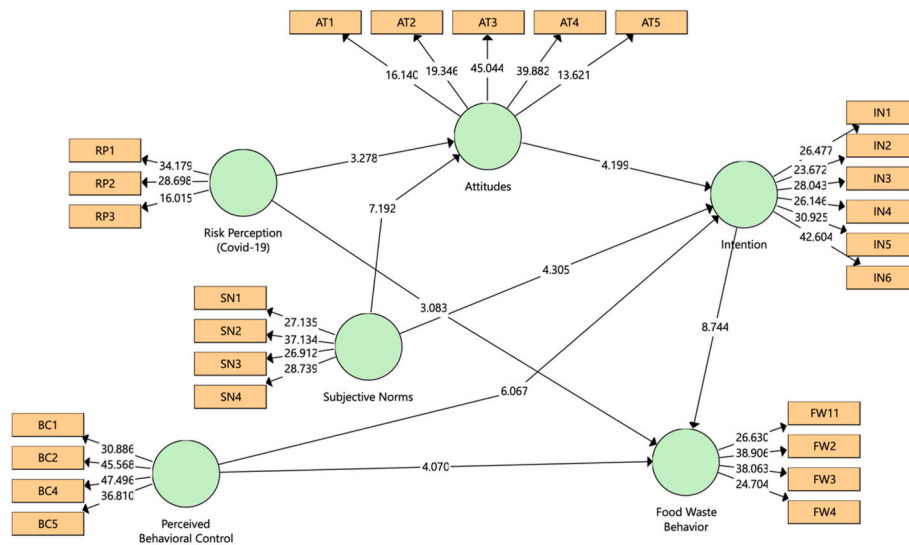 AT1
AT2
AT3
AT4
AT5
16.140
19.346
45.044
39.882
13.621
RP1
RP2
RP3
34.179
28.698
16.015
Risk Perception
(Covid-19)
3.278
Attitudes
4.199
7.192
IN1
IN2
IN3
IN4
IN5
IN6
26.477
23.672
28.043
26.146
30.925
42.604
Intention
4.305
3.083
SN1
SN2
SN3
SN4
27.135
37.134
26.912
28.739
Subjective Norms
8.744
6.067
BC1
BC2
BC4
BC5
30.886
45.568
47.496
36.810
Perceived
Behavioral Control
4.070
FW11
FW2
FW3
FW4
26.630
38.906
38.063
24.704
Food Waste
Behavior